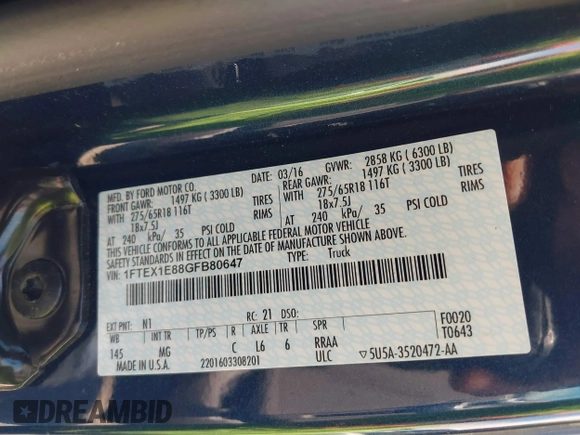 MFD. BY FORD MOTOR CO.
DATE: 03/16 GVWR: 2858 KG ( 6300 LB)
FRONT GAWR: 1497 KG ( 3300 LB) REAR GAWR: 1497 KG ( 3300 LB)
WITH 275/65R18 116T TIRES WITH 275/65R18 116T TIRES
18x7.5J RIMS 18x7.5J RIMS
AT 240 kPa/ 35 PSI COLD AT 240 kPa/ 35 PSI COLD
THIS VEHICLE CONFORMS TO ALL APPLICABLE FEDERAL MOTOR VEHICLE
SAFETY AND THEFT PREVENTION STANDARDS IN EFFECT ON THE DATE OF MANUFACTURE SHOWN ABOVE.
VIN: 1FTEX1E88GFB80647 TYPE: Truck
EXT PNT: N1 RC: 21 DSO: F0020
WB INT TR TP/PS R AXLE TR SPR T0643
145 MG C L6 6 RRAA
2201603308201 ULC 5U5A-3520472-AA
DREAMBID